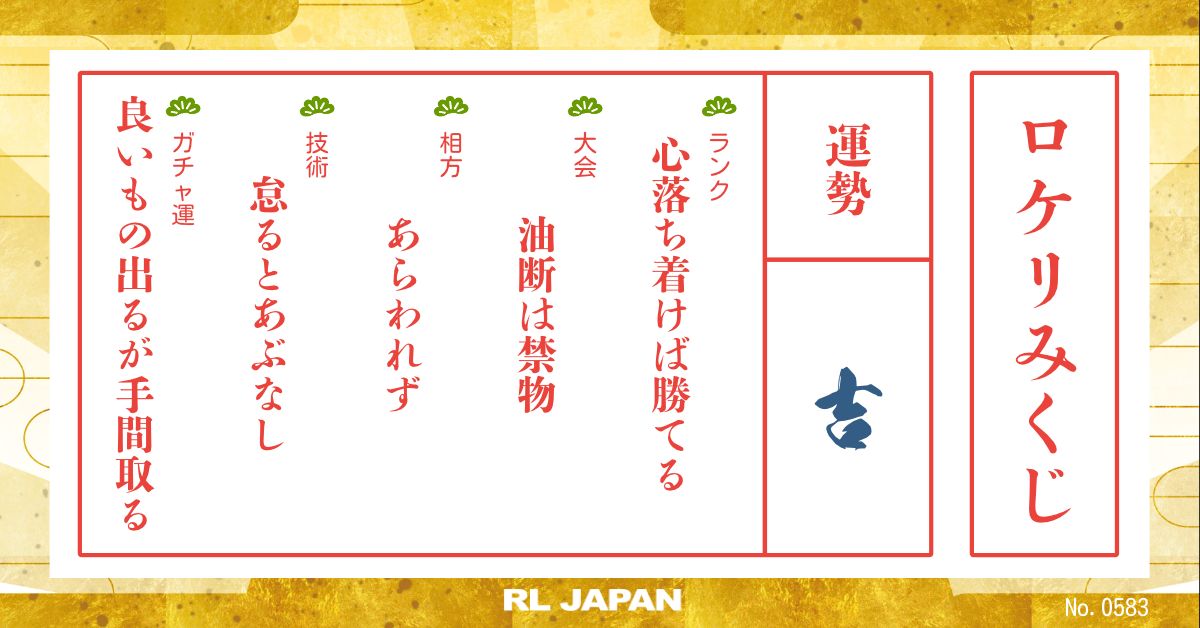 ロケリみくじ
運勢
吉
ランク
心落ち着けば勝てる
大会
油断は禁物
相方
あらわれず
技術
怠るとあぶなし
ガチャ運
良いもの出るが手間取る
RL JAPAN
No. 0583